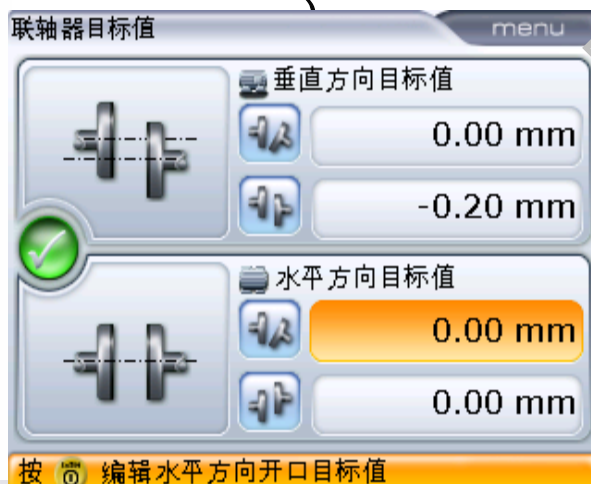 联轴器目标值
menu
垂直方向目标值
0.00 mm
-0.20 mm
水平方向目标值
0.00 mm
0.00 mm
按 编辑水平方向开口目标值